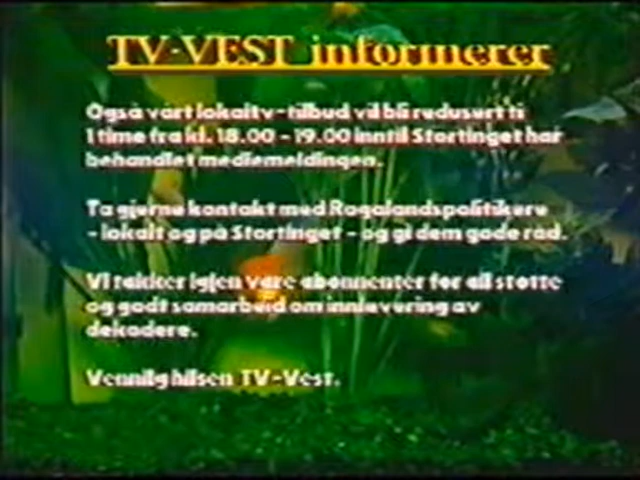 TV-VEST informerer
Også vårt lokaltv-tilbud vil bli redusert ti
1 time fra kl. 18.00 - 19.00 inntil Stortinget har
behandlet mediemeldingen.
Ta gjerne kontakt med Rogalandspolitikere
- lokalt og på Stortinget - og gi dem gode råd.
Vi takker igjen våre abonnenter for all støtte
og godt samarbeid om innlevering av
dekodere.
Vennlig hilsen TV-Vest.